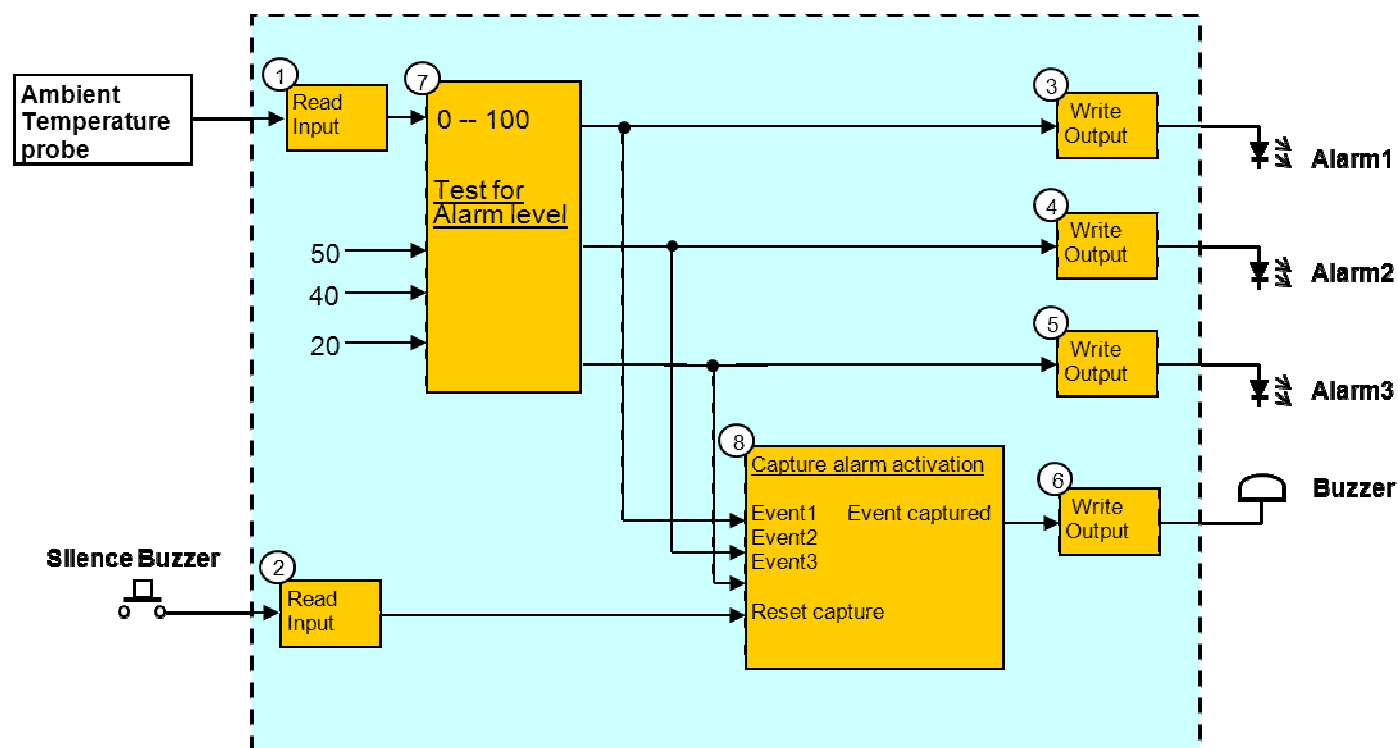 Ambient
Temperature
probe
1
Read
Input
7
0 -- 100
Test for
Alarm level
50
40
20
3
Write
Output
Alarm1
4
Write
Output
Alarm2
5
Write
Output
Alarm3
8
Capture alarm activation
Event1
Event captured
Event2
Event3
Reset capture
6
Write
Output
Buzzer
Silence Buzzer
2
Read
Input